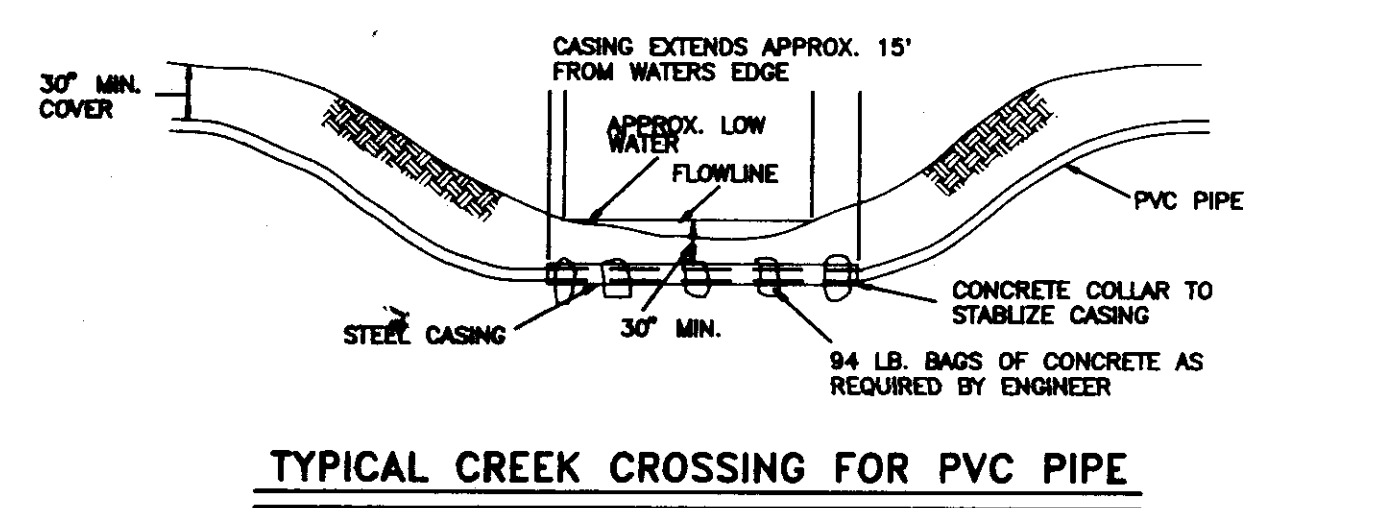 CASING EXTENDS APPROX. 15'
FROM WATERS EDGE
30" MIN.
COVER
APPROX. LOW
WATER
FLOWLINE
PVC PIPE
CONCRETE COLLAR TO
STABLIZE CASING
STEEL CASING
30" MIN.
94 LB. BAGS OF CONCRETE AS
REQUIRED BY ENGINEER
TYPICAL CREEK CROSSING FOR PVC PIPE